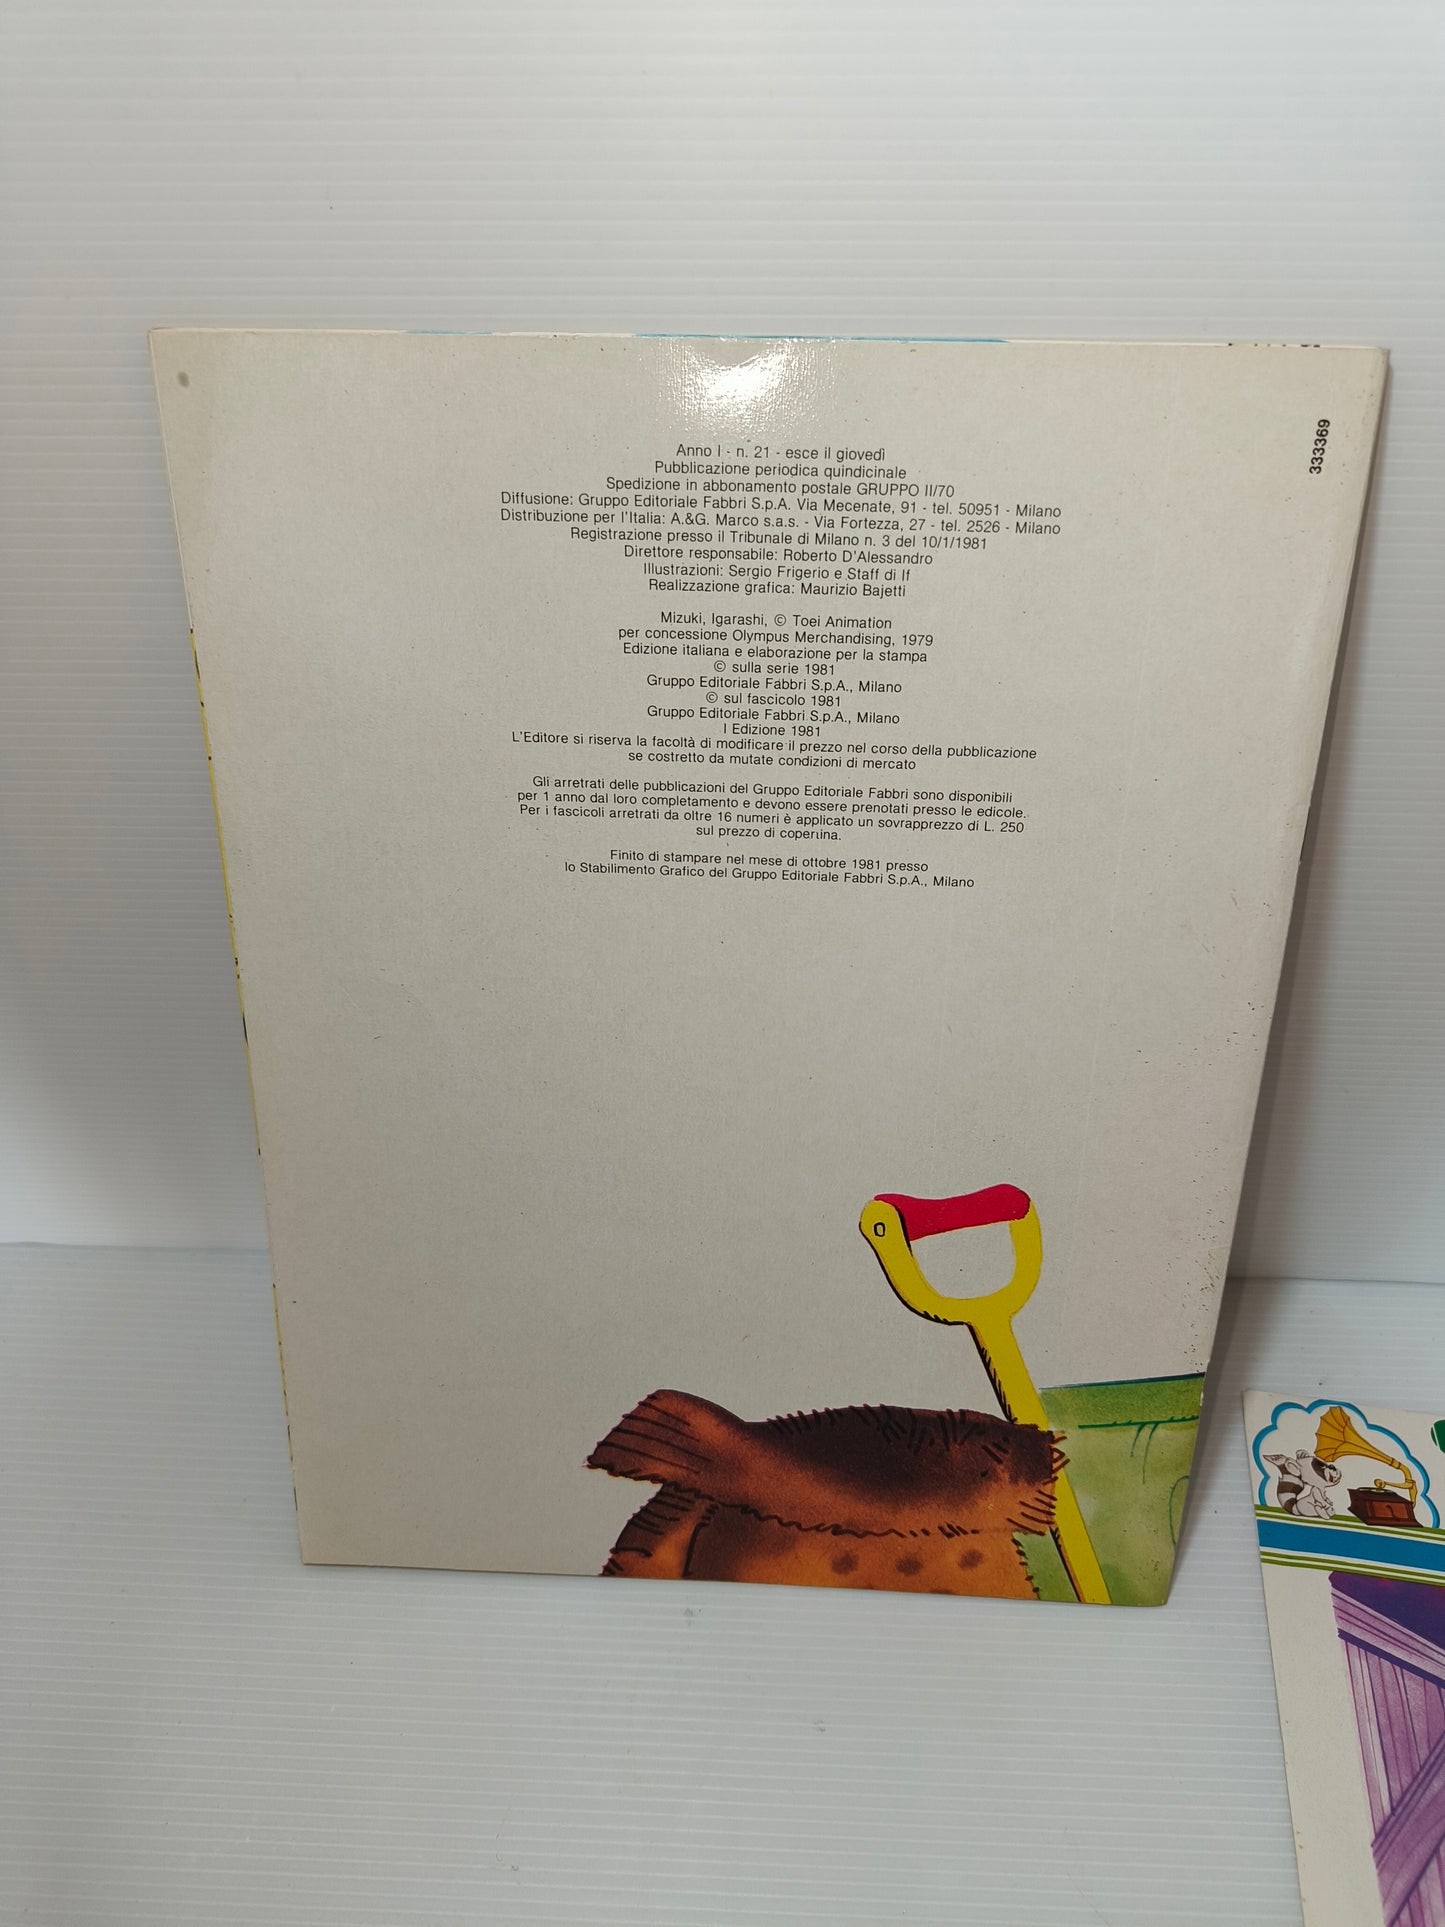 Anno I - n. 21 - esce il giovedì
Pubblicazione periodica quindicinale
Spedizione in abbonamento postale GRUPPO II/70
Diffusione: Gruppo Editoriale Fabbri S.p.A. Via Mecenate, 91 - tel. 50951 - Milano
Distribuzione per l'Italia: A.&G. Marco s.a.s. - Via Fortezza, 27 - tel. 2526 - Milano
Registrazione presso il Tribunale di Milano n. 3 del 10/1/1981
Direttore responsabile: Roberto D'Alessandro
Illustrazioni: Sergio Frigerio e Staff di If
Realizzazione grafica: Maurizio Bajetti
Mizuki, Igarashi, © Toei Animation
per concessione Olympus Merchandising, 1979
Edizione italiana e elaborazione per la stampa
© sulla serie 1981
Gruppo Editoriale Fabbri S.p.A., Milano
© sul fascicolo 1981
Gruppo Editoriale Fabbri S.p.A., Milano
I Edizione 1981
L'Editore si riserva la facoltà di modificare il prezzo nel corso della pubblicazione
se costretto da mutate condizioni di mercato
Gli arretrati delle pubblicazioni del Gruppo Editoriale Fabbri sono disponibili
per 1 anno dal loro completamento e devono essere prenotati presso le edicole.
Per i fascicoli arretrati da oltre 16 numeri è applicato un sovrapprezzo di L. 250
sul prezzo di copertina.
Finito di stampare nel mese di ottobre 1981 presso
lo Stabilimento Grafico del Gruppo Editoriale Fabbri S.p.A., Milano
333369